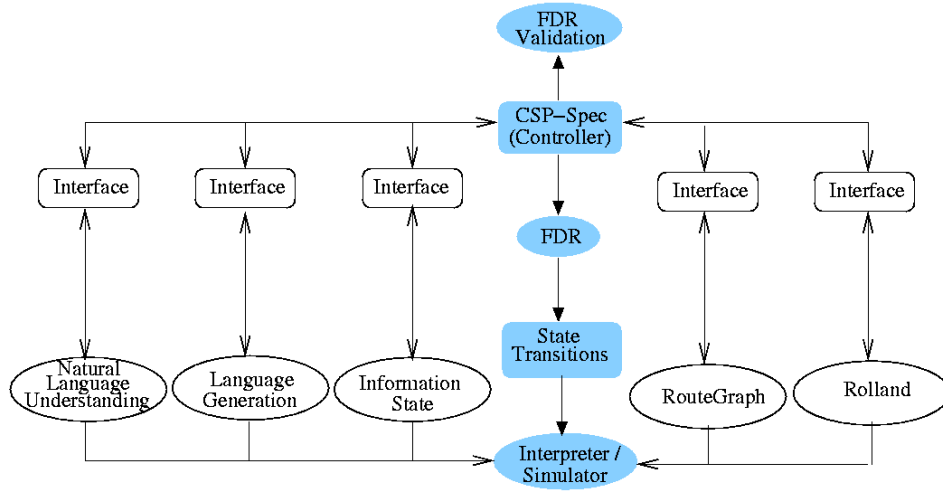 FDR
Validation
CSP–Spec
(Controller)
Interface
Interface
Interface
Interface
Interface
FDR
State
Transitions
Natural
Language
Understanding
Language
Generation
Information
State
RouteGraph
Rolland
Interpreter /
Simulator